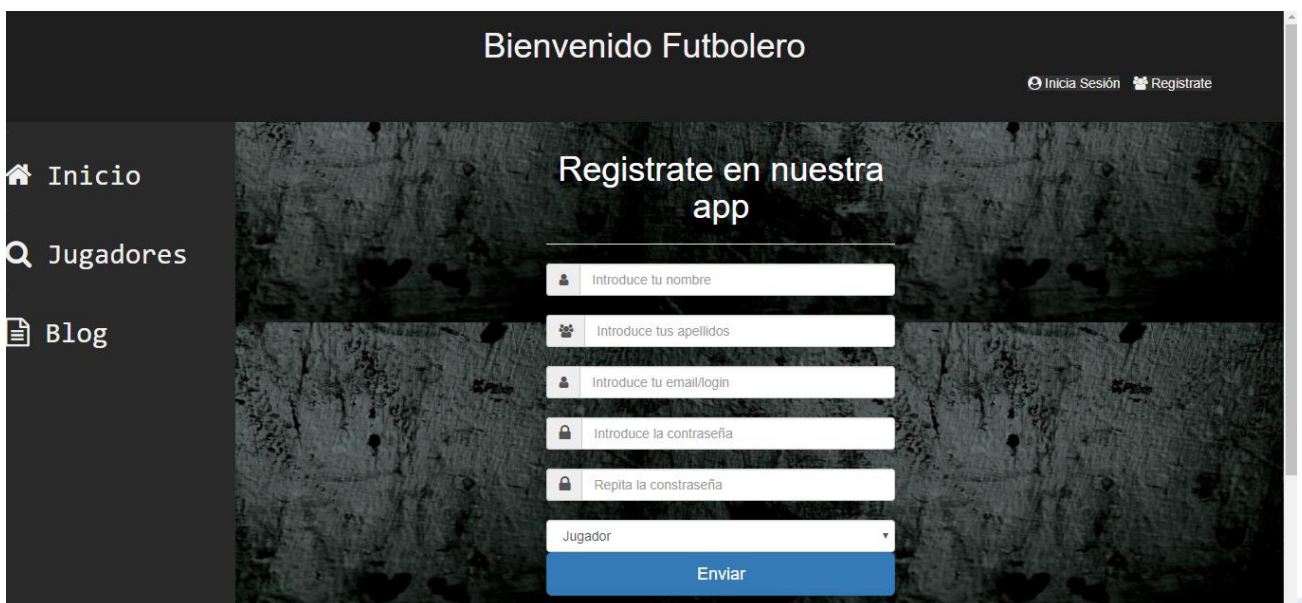 Bienvenido Futbolero
Inicia Sesión Registrate
Inicio
Jugadores
Blog
Registrate en nuestra
app
Introduce tu nombre
Introduce tus apellidos
Introduce tu email/login
Introduce la contraseña
Repita la constraseña
Jugador
Enviar